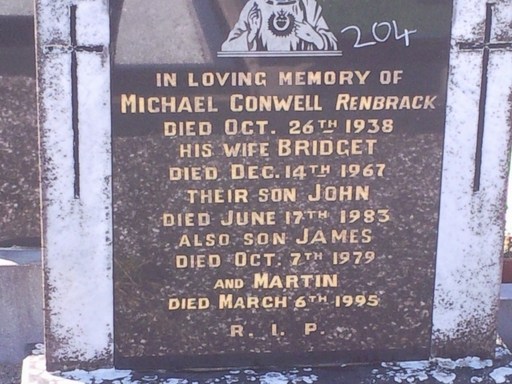 204
IN LOVING MEMORY OF
MICHAEL CONWELL RENBRACK
DIED OCT. 26TH 1938
HIS WIFE BRIDGET
DIED DEC. 14TH 1967
THEIR SON JOHN
DIED JUNE 17TH 1983
ALSO SON JAMES
DIED OCT. 7TH 1979
AND MARTIN
DIED MARCH 6TH 1995
R. I. P.